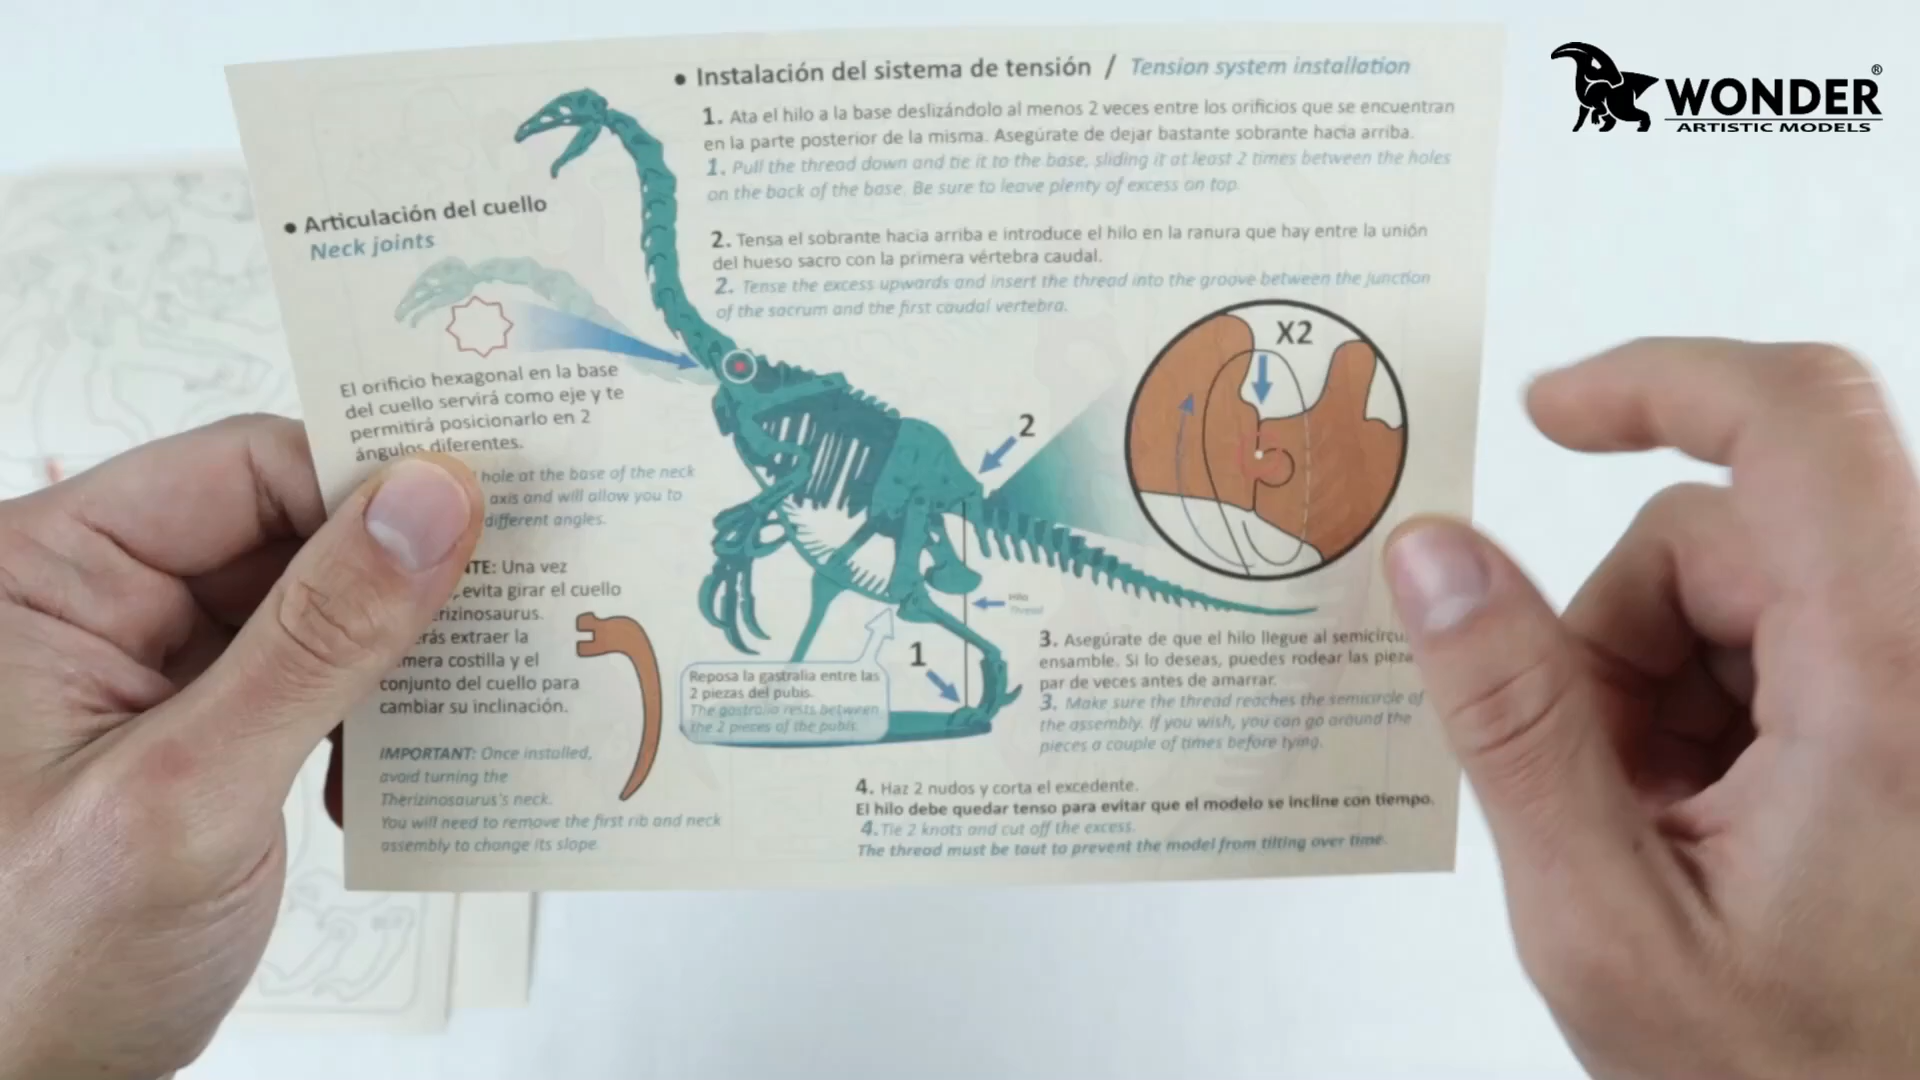 WONDER®
ARTISTIC MODELS
• Instalación del sistema de tensión / Tension system installation
1. Ata el hilo a la base deslizándolo al menos 2 veces entre los orificios que se encuentran
en la parte posterior de la misma. Asegúrate de dejar bastante sobrante hacia arriba.
1. Pull the thread down and tie it to the base, sliding it at least 2 times between the holes
on the back of the base. Be sure to leave plenty of excess on top.
2. Tensa el sobrante hacia arriba e introduce el hilo en la ranura que hay entre la unión
del hueso sacro con la primera vértebra caudal.
2. Tense the excess upwards and insert the thread into the groove between the junction
of the sacrum and the first caudal vertebra.
X2
2
• Articulación del cuello
Neck joints
El orificio hexagonal en la base
del cuello servirá como eje y te
permitirá posicionarlo en 2
ángulos diferentes.
hole at the base of the neck
axis and will allow you to
different angles.
NTE: Una vez
, evita girar el cuello
rizinosaurus.
rás extraer la
mera costilla y el
conjunto del cuello para
cambiar su inclinación.
IMPORTANT: Once installed,
avoid turning the
Therizinosaurus's neck.
You will need to remove the first rib and neck
assembly to change its slope.
Hilo
Thread
1
Reposa la gastralia entre las
2 piezas del pubis.
The gastralia rests between
the 2 pieces of the pubis.
3. Asegúrate de que el hilo llegue al semicírcu
ensamble. Si lo deseas, puedes rodear las pieza
par de veces antes de amarrar.
3. Make sure the thread reaches the semicircle of
the assembly. If you wish, you can go around the
pieces a couple of times before tying.
4. Haz 2 nudos y corta el excedente.
El hilo debe quedar tenso para evitar que el modelo se incline con tiempo.
4. Tie 2 knots and cut off the excess.
The thread must be taut to prevent the model from tilting over time.